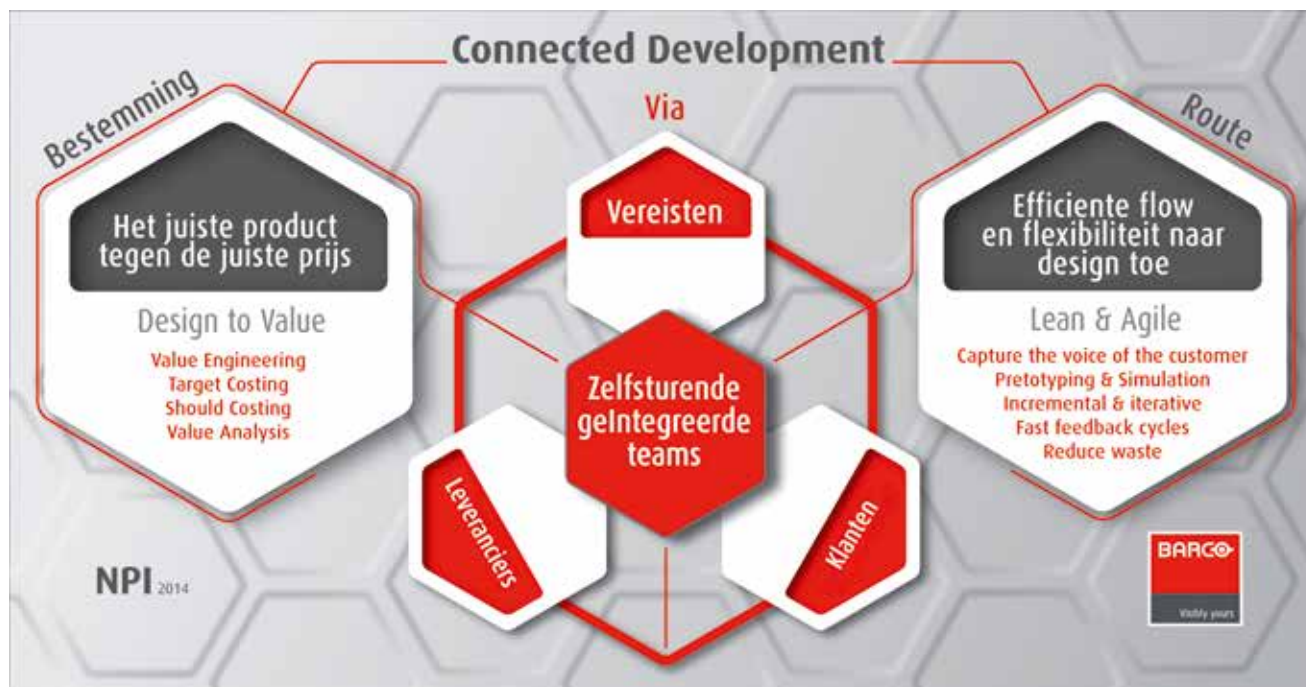 Connected Development
Bestemming
Het juiste product
tegen de juiste prijs
Design to Value
Value Engineering
Target Costing
Should Costing
Value Analysis
Via
Vereisten
Zelfsturende
geIntegreerde
teams
Leveranciers
Klanten
Route
Efficiente flow
en flexibiliteit naar
design toe
Lean & Agile
Capture the voice of the customer
Pretotyping & Simulation
Incremental & iterative
Fast feedback cycles
Reduce waste
NPI 2014
BARCO
Visibly yours